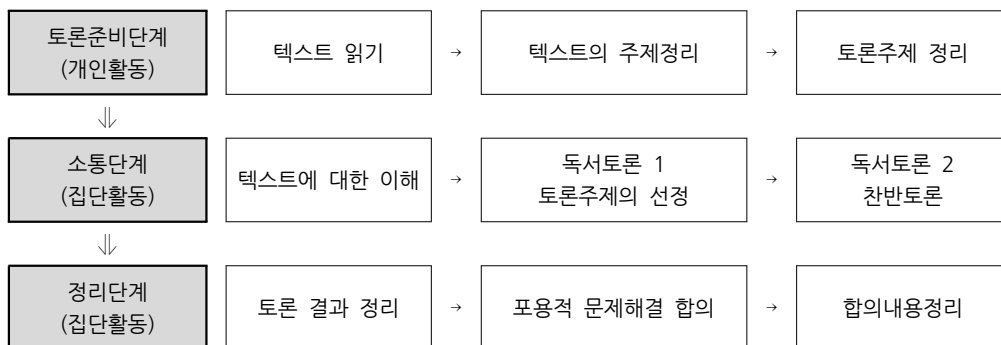 토론준비단계
(개인활동)
텍스트 읽기
→
텍스트의 주제정리
→
토론주제 정리
⇓
소통단계
(집단활동)
텍스트에 대한 이해
→
독서토론 1
토론주제의 선정
→
독서토론 2
찬반토론
⇓
정리단계
(집단활동)
토론 결과 정리
→
포용적 문제해결 합의
→
합의내용정리